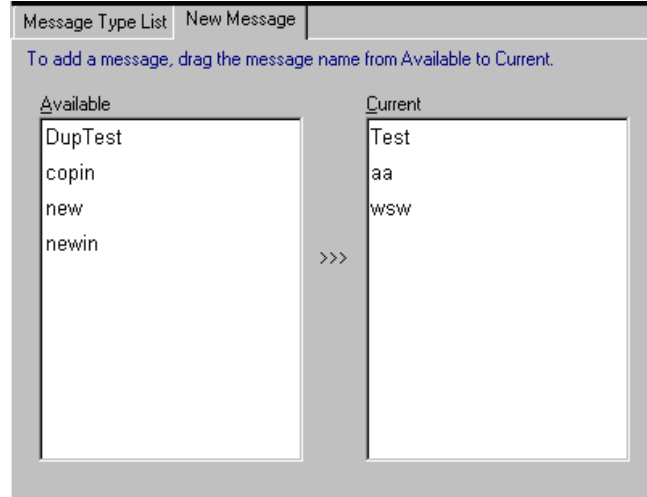 Message Type List New Message
To add a message, drag the message name from Available to Current.
Available
DupTest
copin
new
newin
>>>
Current
Test
aa
wsw